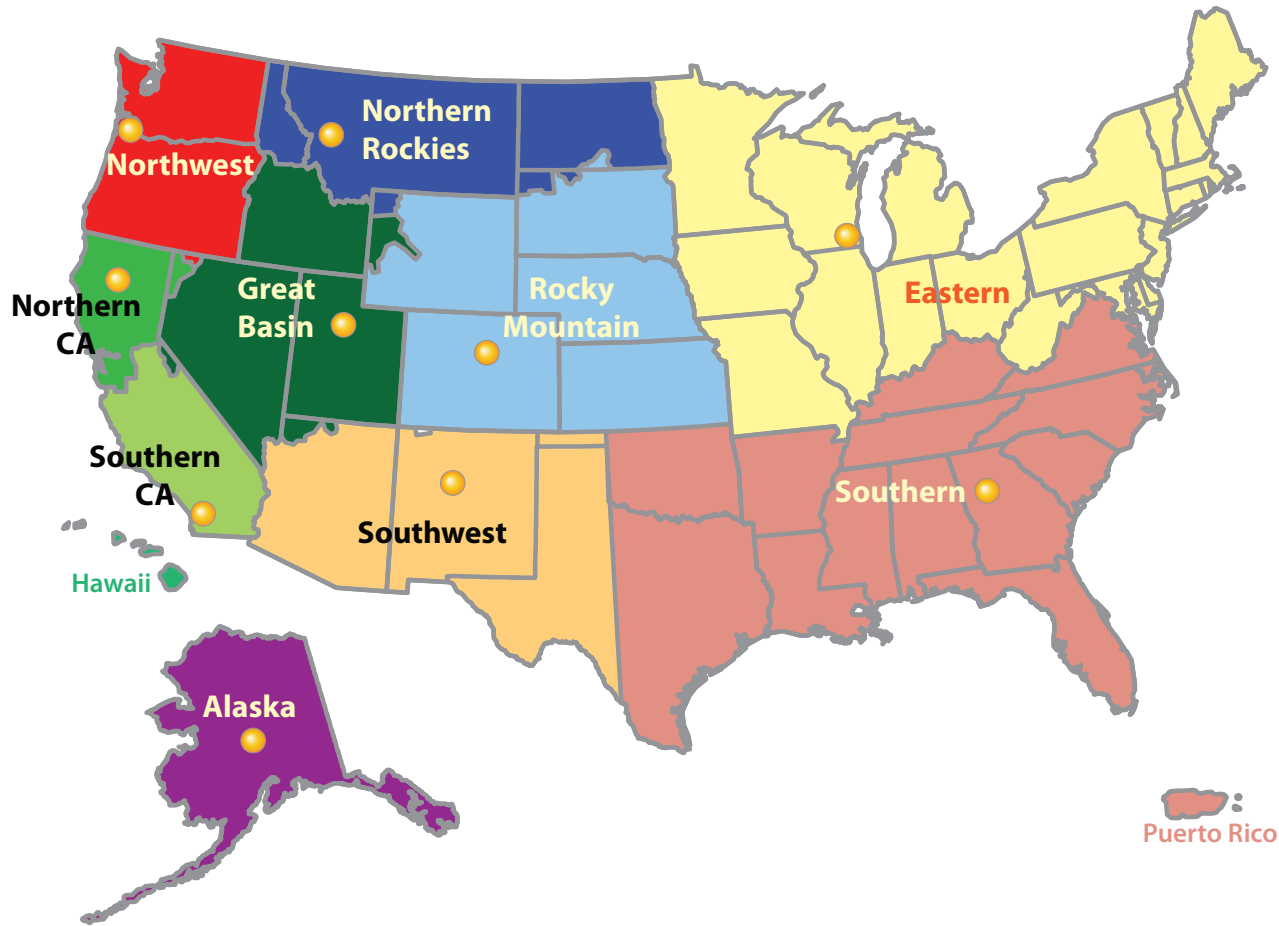 Northern
Rockies
Northwest
Great
Basin
Rocky
Mountain
Eastern
Northern
CA
Southern
CA
Southwest
Southern
Hawaii
Alaska
Puerto Rico